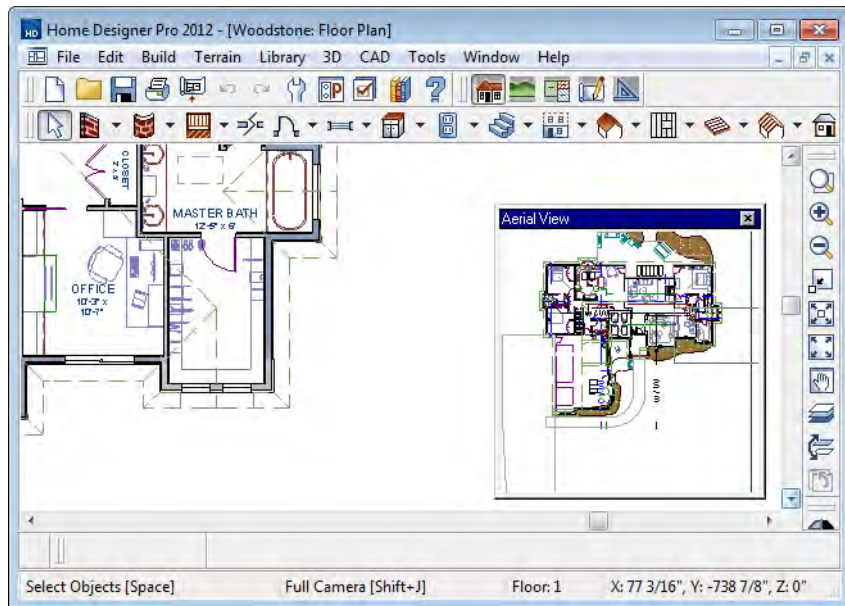 HD Home Designer Pro 2012 - [Woodstone: Floor Plan]
File Edit Build Terrain Library 3D CAD Tools Window Help
CLOSET
MASTER BATH
12'-5" x 6'
OFFICE
10'-3" x
10'-7"
Aerial View
Select Objects [Space] Full Camera [Shift+J] Floor: 1 X: 77 3/16", Y: -738 7/8", Z: 0"